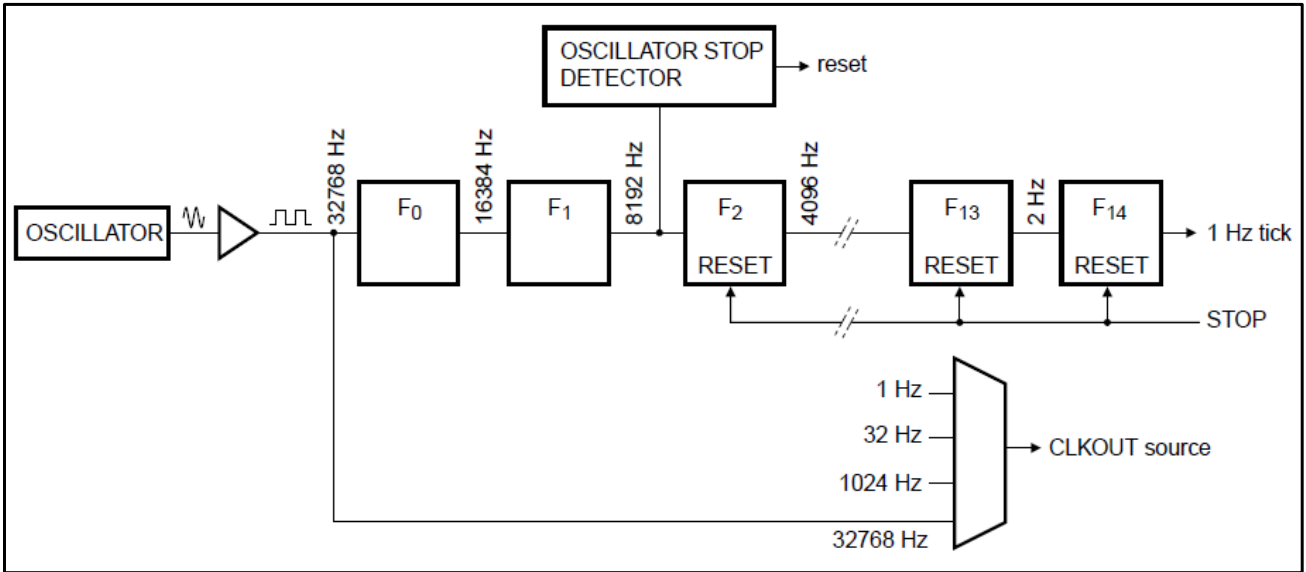 OSCILLATOR STOP
DETECTOR
reset
32768 Hz
16384 Hz
8192 Hz
4096 Hz
2 Hz
OSCILLATOR
F0
F1
F2
F13
F14
1 Hz tick
RESET
RESET
RESET
STOP
1 Hz
32 Hz
CLKOUT source
1024 Hz
32768 Hz